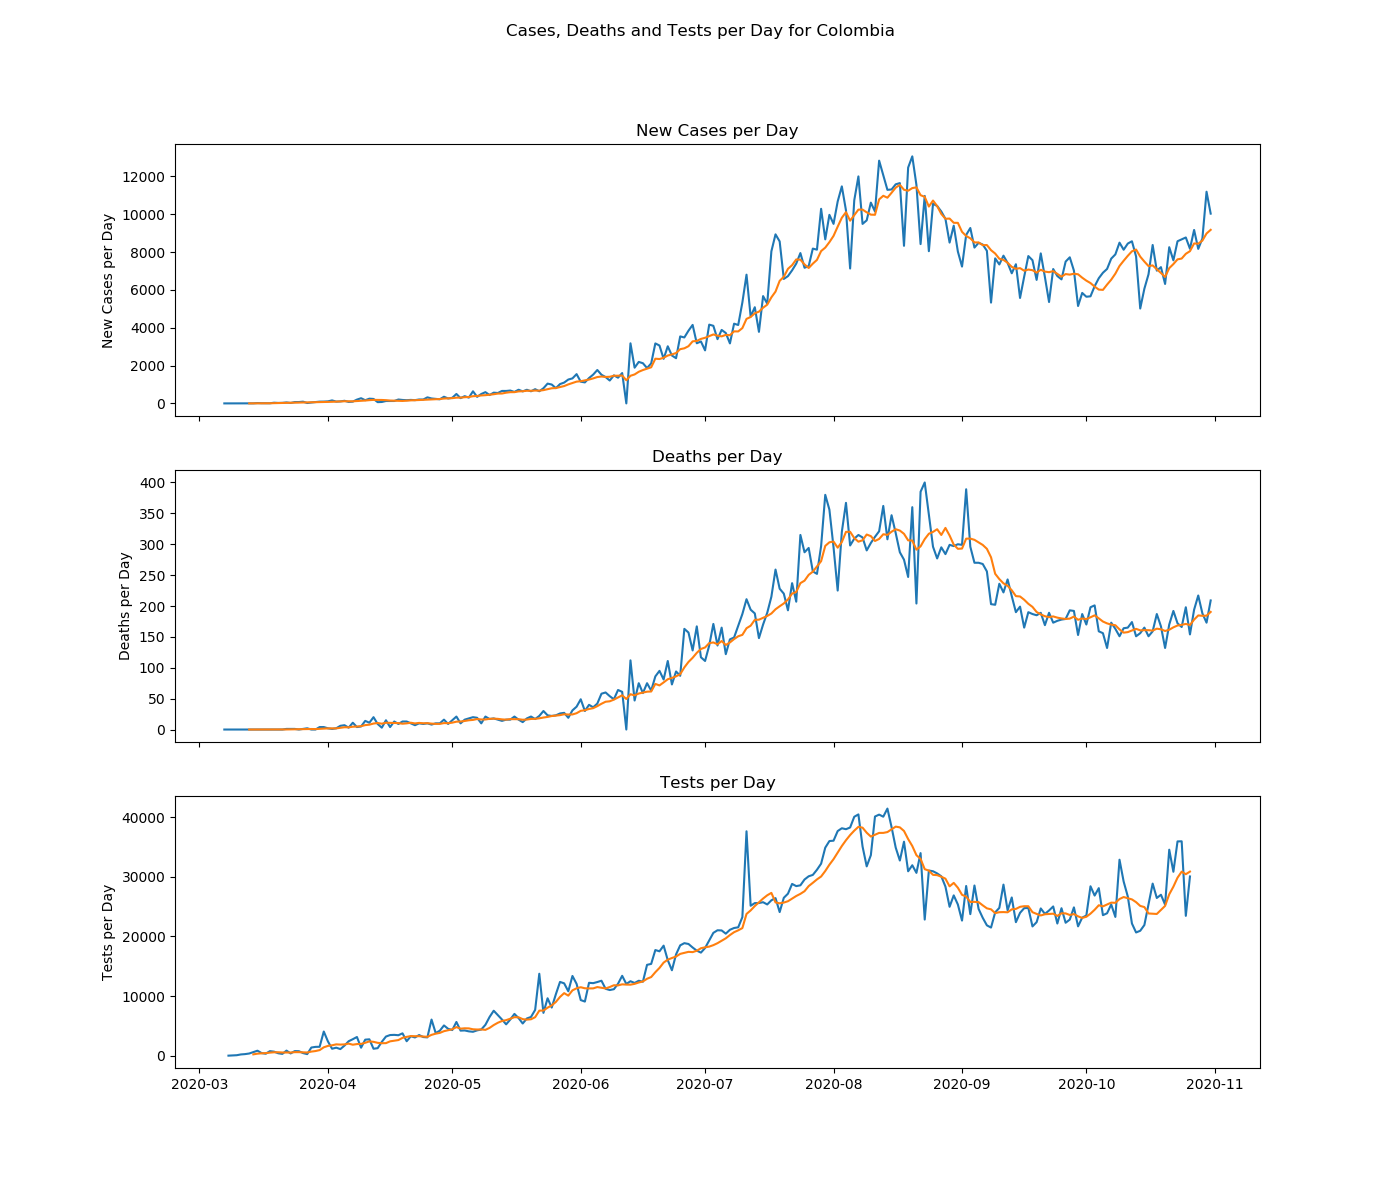 Cases, Deaths and Tests per Day for Colombia
New Cases per Day
New Cases per Day
12000
10000
8000
6000
4000
2000
0
Deaths per Day
Deaths per Day
400
350
300
250
200
150
100
50
0
Tests per Day
Tests per Day
40000
30000
20000
10000
0
2020-03 2020-04 2020-05 2020-06 2020-07 2020-08 2020-09 2020-10 2020-11